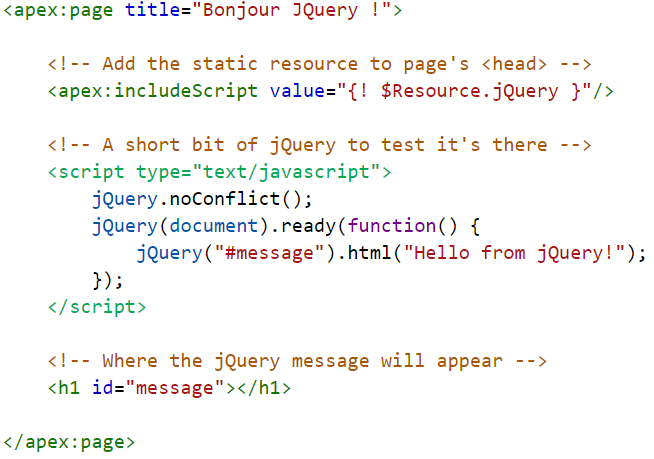 <apex:page title="Bonjour JQuery !">
<!-- Add the static resource to page's <head> -->
<apex:includeScript value="{! $Resource.jQuery }"/>
<!-- A short bit of jQuery to test it's there -->
<script type="text/javascript">
jQuery.noConflict();
jQuery(document).ready(function() {
jQuery("#message").html("Hello from jQuery!");
});
</script>
<!-- Where the jQuery message will appear -->
<h1 id="message"></h1>
</apex:page>